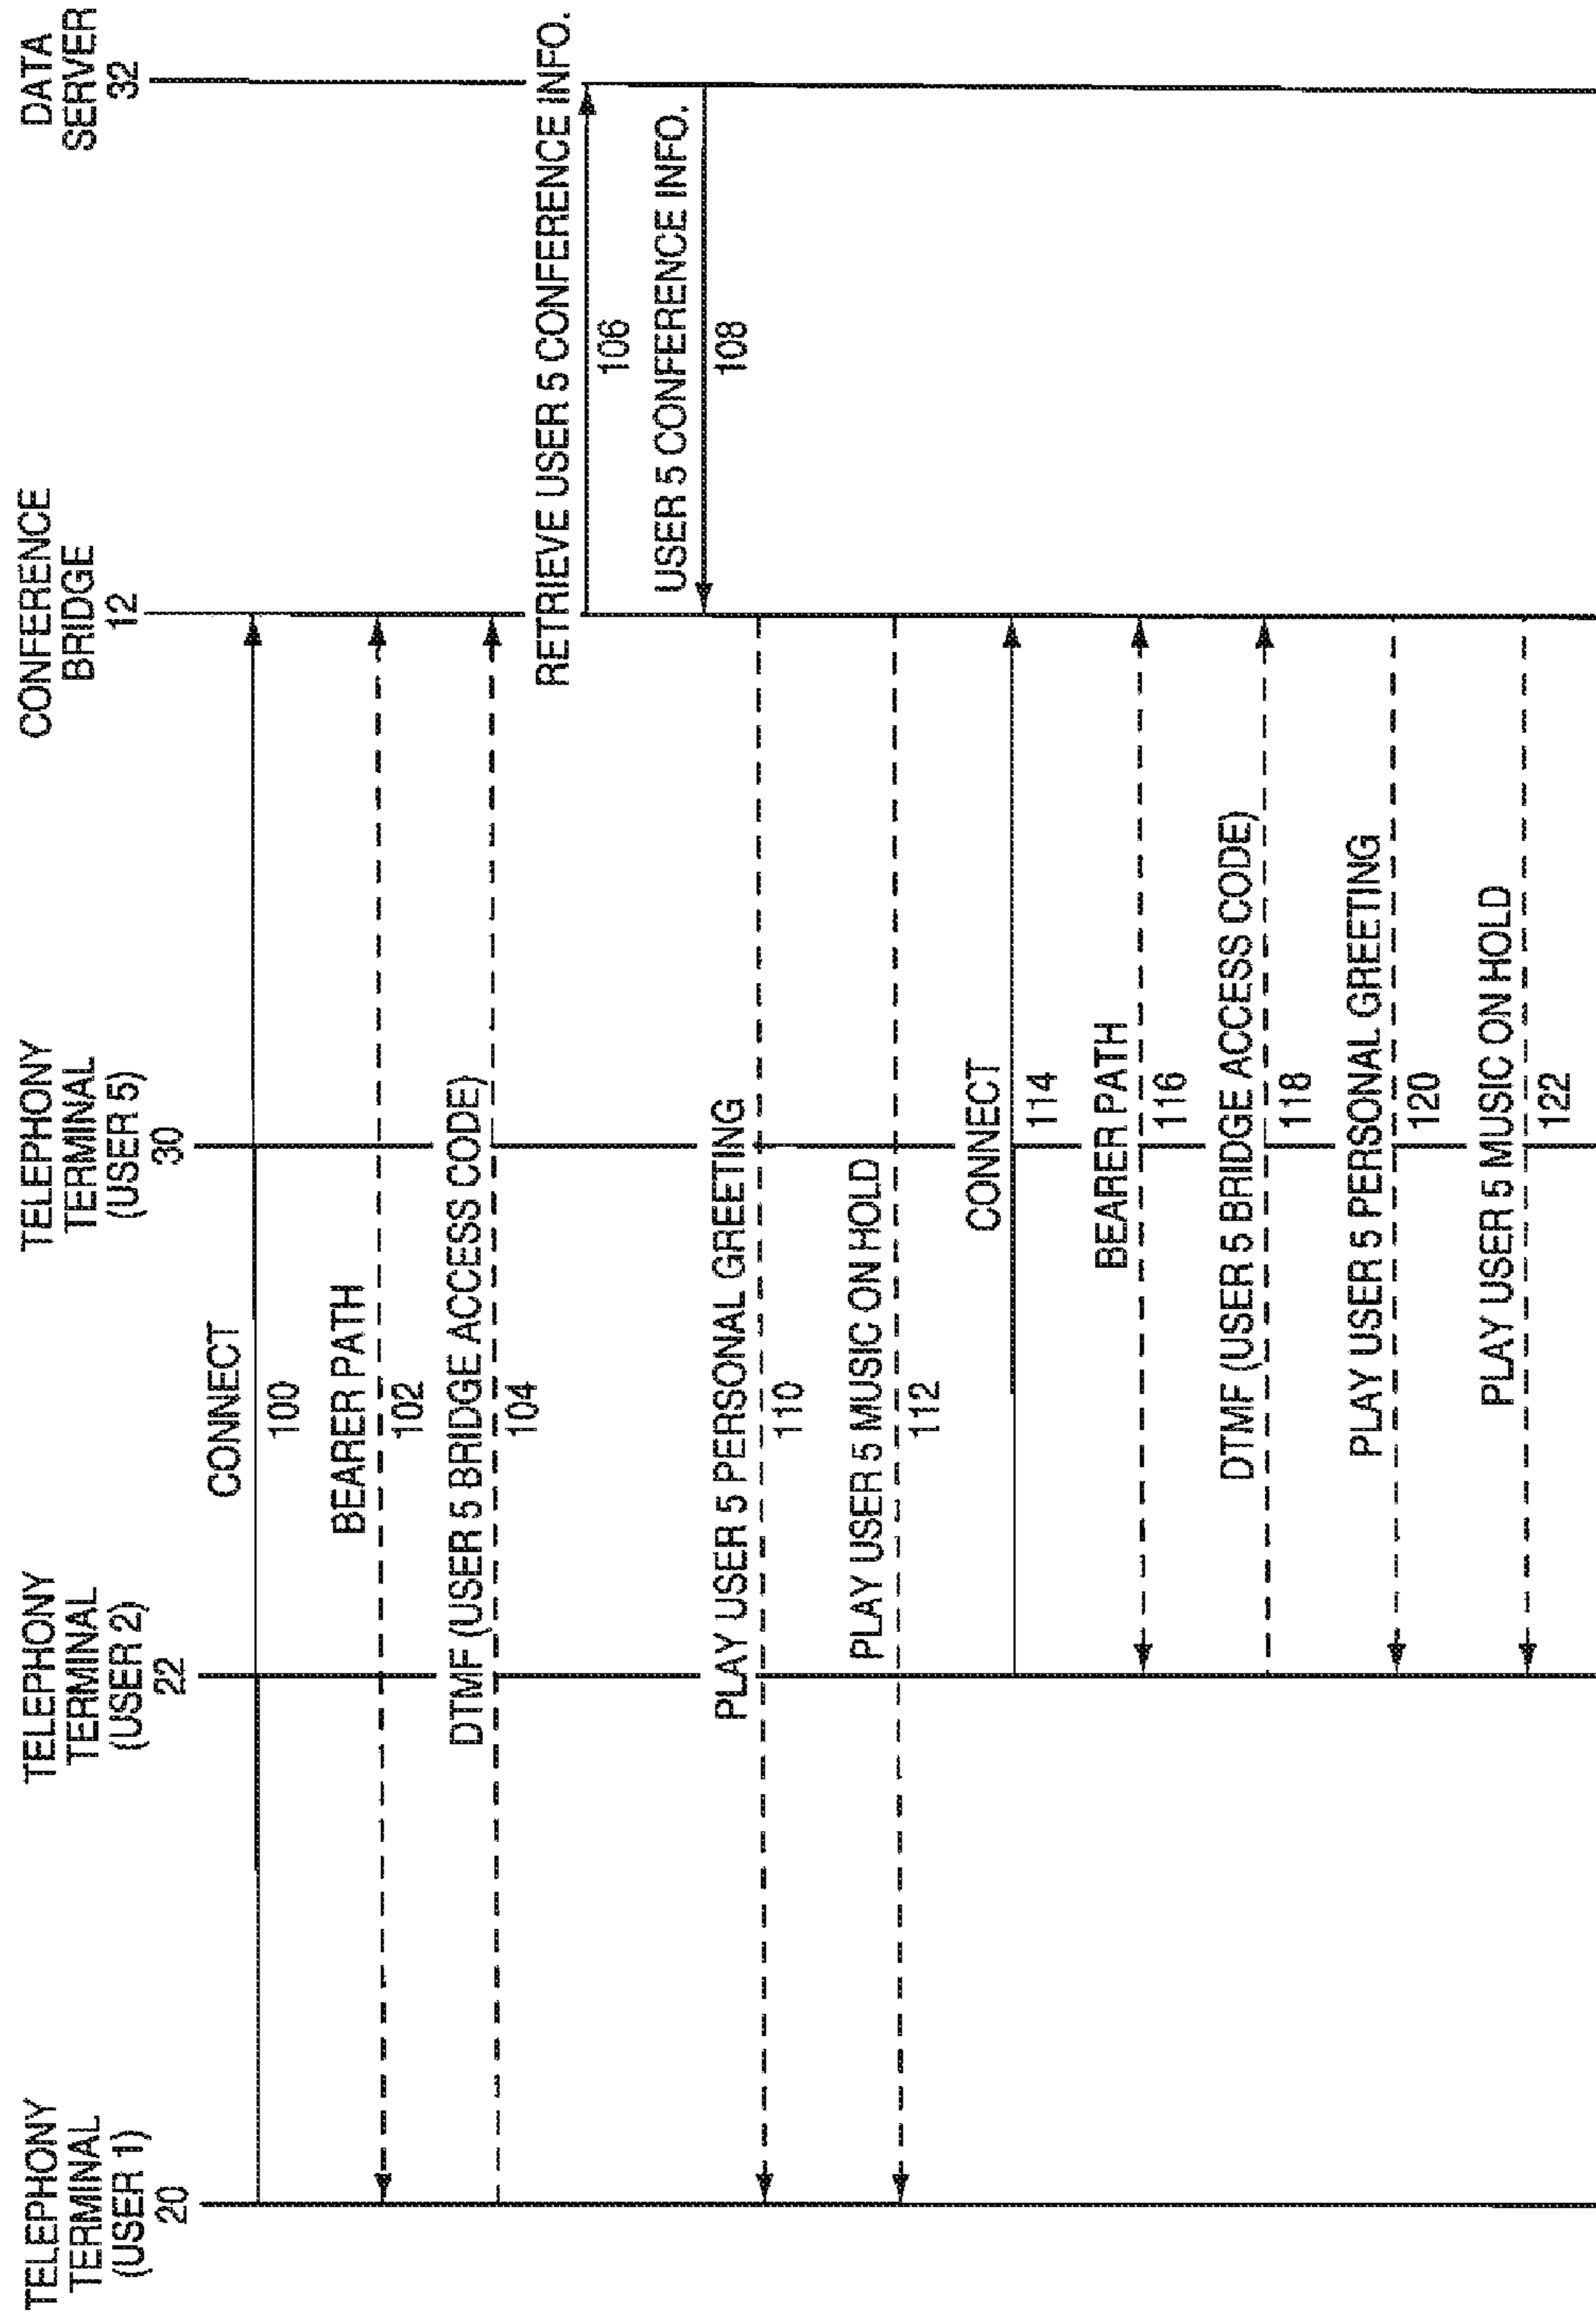 TELEPHONY
TERMINAL
(USER 1)
20
TELEPHONY
TERMINAL
(USER 2)
22
TELEPHONY
TERMINAL
(USER 5)
30
CONFERENCE
BRIDGE
12
DATA
SERVER
32
CONNECT
100
BEARER PATH
102
DTMF (USER 5 BRIDGE ACCESS CODE)
104
RETRIEVE USER 5 CONFERENCE INFO.
106
USER 5 CONFERENCE INFO.
108
PLAY USER 5 PERSONAL GREETING
110
PLAY USER 5 MUSIC ON HOLD
112
CONNECT
114
BEARER PATH
116
DTMF (USER 5 BRIDGE ACCESS CODE)
118
PLAY USER 5 PERSONAL GREETING
120
PLAY USER 5 MUSIC ON HOLD
122